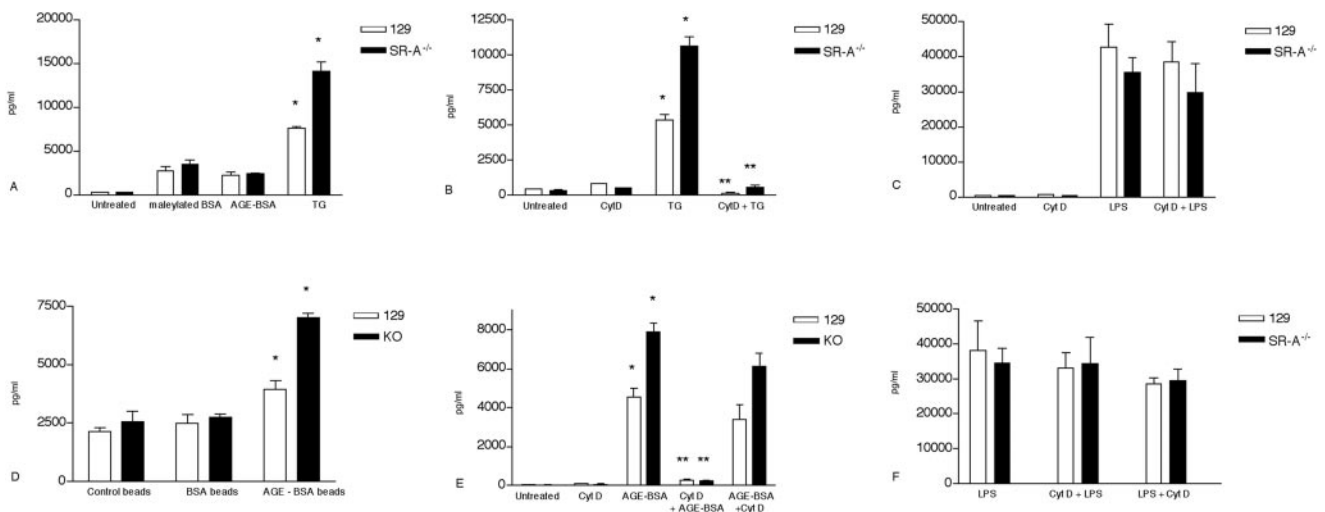 20000
15000
10000
5000
0
pg/ml
129
SR-A-/-
*
*
A
Untreated maleylated BSA AGE-BSA TG
12500
10000
7500
5000
2500
0
pg/ml
129
SR-A-/-
*
*
**
**
B
Untreated CytD TG CytD + TG
50000
40000
30000
20000
10000
0
pg/ml
129
SR-A-/-
C
Untreated Cyt D LPS Cyt D + LPS
7500
5000
2500
0
pg/ml
129
KO
*
*
D
Control beads BSA beads AGE - BSA beads
8000
6000
4000
2000
0
pg/ml
129
KO
*
*
** **
E
Untreated Cyt D AGE-BSA Cyt D AGE-BSA
+ AGE-BSA +Cyt D
50000
40000
30000
20000
10000
0
pg/ml
129
SR-A-/-
F
LPS Cyt D + LPS LPS + Cyt D